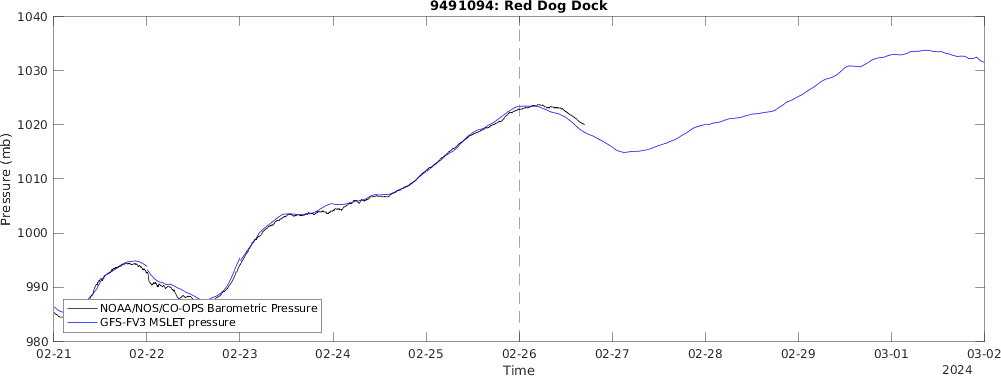 9491094: Red Dog Dock
1040
1030
1020
1010
1000
990
980
Pressure (mb)
NOAA/NOS/CO-OPS Barometric Pressure
GFS-FV3 MSLET pressure
02-21 02-22 02-23 02-24 02-25 02-26 02-27 02-28 02-29 03-01 03-02
Time
2024